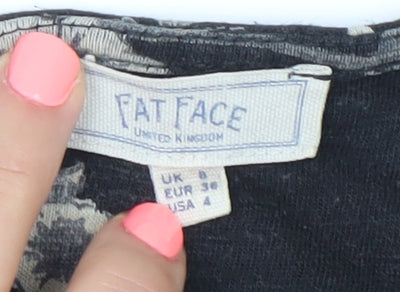 FAT FACE
UNITED KINGDOM
UK 8
EUR 36
USA 4